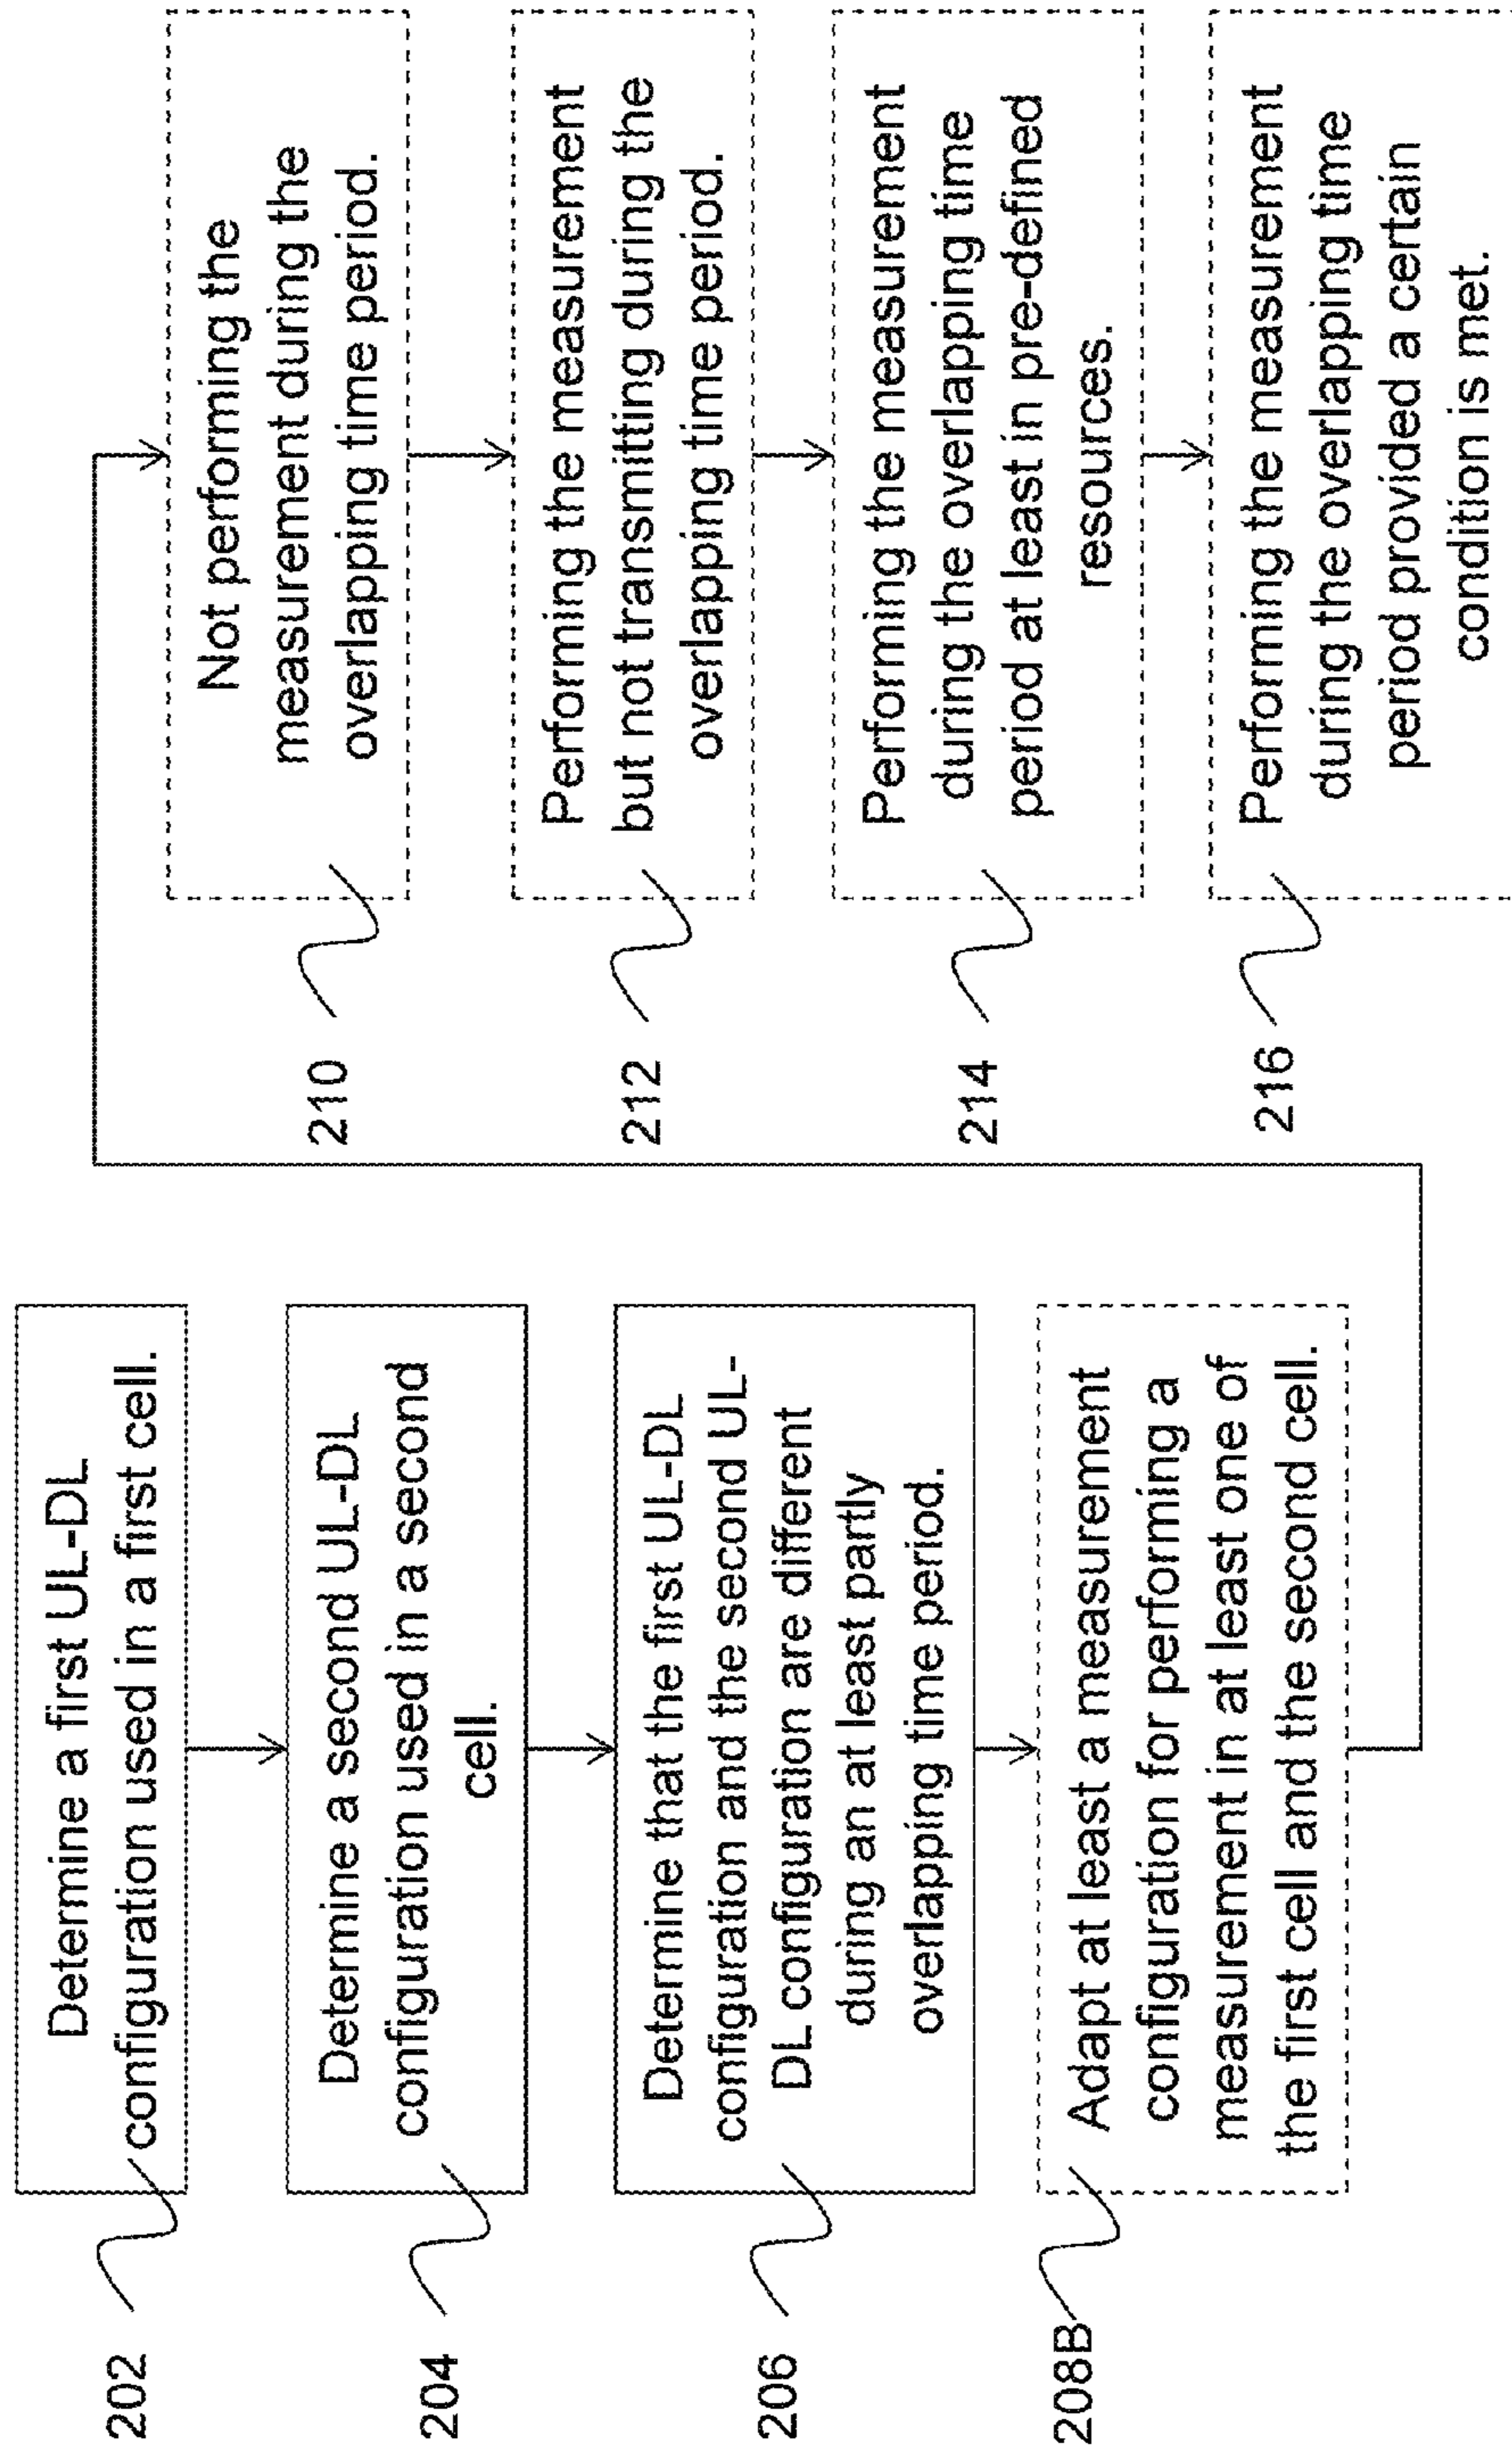 202
Determine a first UL-DL
configuration used in a first cell.
204
Determine a second UL-DL
configuration used in a second
cell.
206
Determine that the first UL-DL
configuration and the second UL-
DL configuration are different
during an at least partly
overlapping time period.
208B
Adapt at least a measurement
configuration for performing a
measurement in at least one of
the first cell and the second cell.
210
Not performing the
measurement during the
overlapping time period.
212
Performing the measurement
but not transmitting during the
overlapping time period.
214
Performing the measurement
during the overlapping time
period at least in pre-defined
resources.
216
Performing the measurement
during the overlapping time
period provided a certain
condition is met.